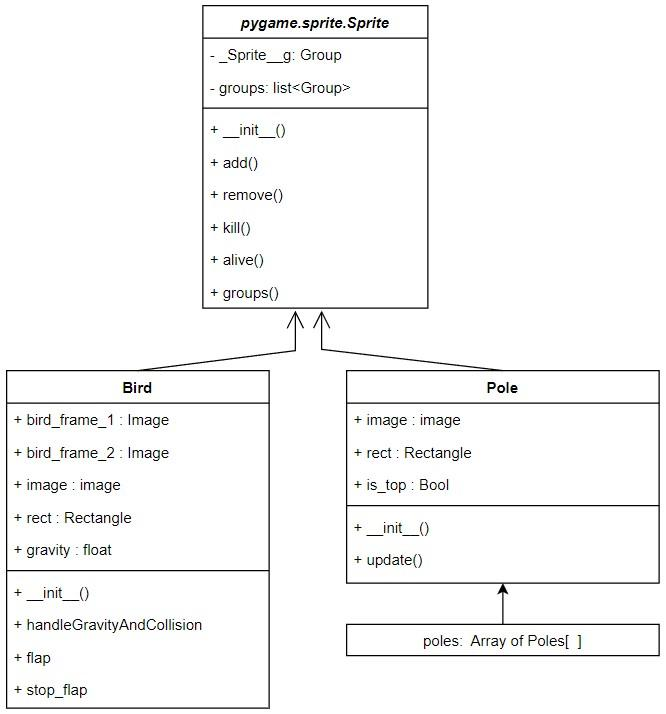 pygame.sprite.Sprite
- _Sprite__g: Group
- groups: list<Group>
+ __init__()
+ add()
+ remove()
+ kill()
+ alive()
+ groups()
Bird
+ bird_frame_1 : Image
+ bird_frame_2 : Image
+ image : image
+ rect : Rectangle
+ gravity : float
+ __init__()
+ handleGravityAndCollision
+ flap
+ stop_flap
Pole
+ image : image
+ rect : Rectangle
+ is_top : Bool
+ __init__()
+ update()
poles:  Array of Poles[  ]